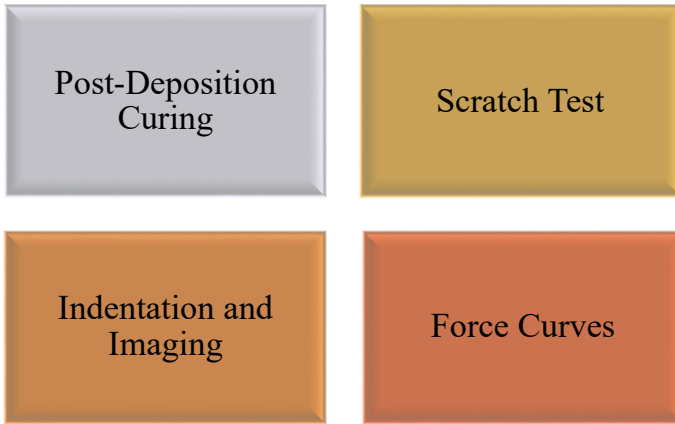 Post-Deposition
Curing
Scratch Test
Indentation and
Imaging
Force Curves